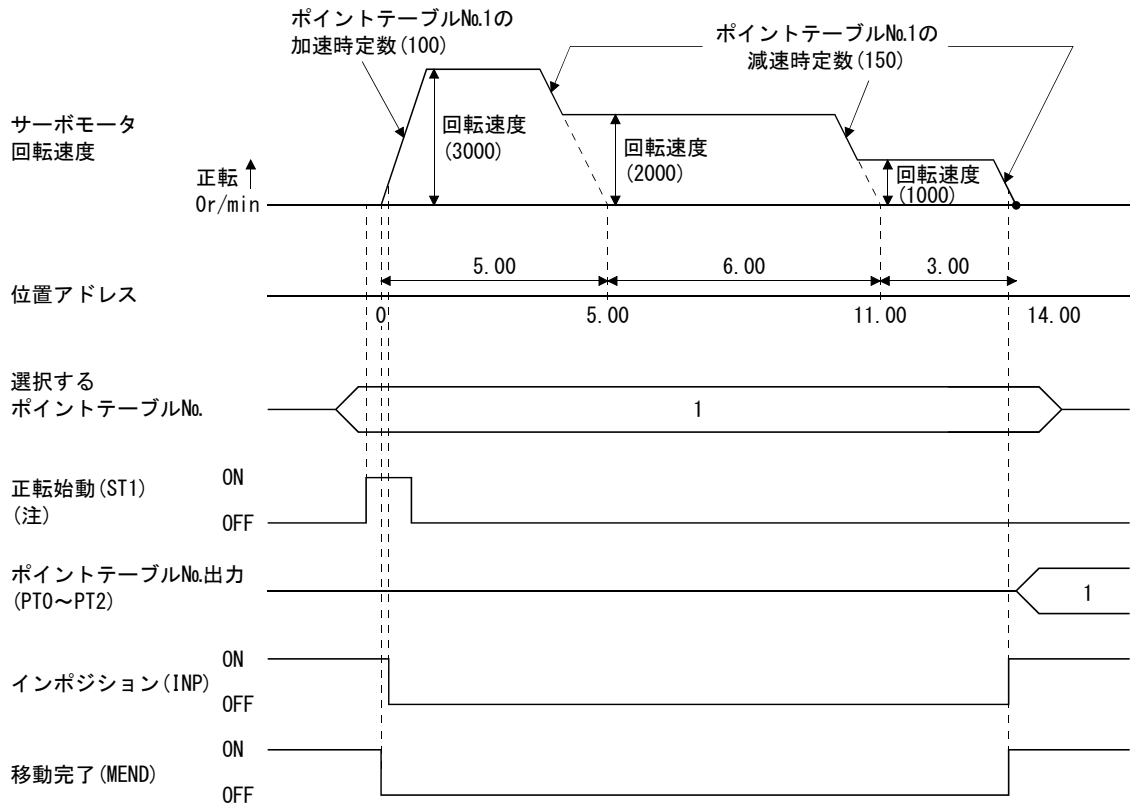 ポイントテーブル№1の
加速時定数(100)
ポイントテーブル№1の
減速時定数(150)
サーボモータ
回転速度
正転
0r/min
回転速度
(3000)
回転速度
(2000)
回転速度
(1000)
5.00
6.00
3.00
位置アドレス
0
5.00
11.00
14.00
選択する
ポイントテーブル№
1
正転始動(ST1)
(注)
ON
OFF
ポイントテーブル№出力
(PT0～PT2)
1
インポジション(INP)
ON
OFF
移動完了(MEND)
ON
OFF